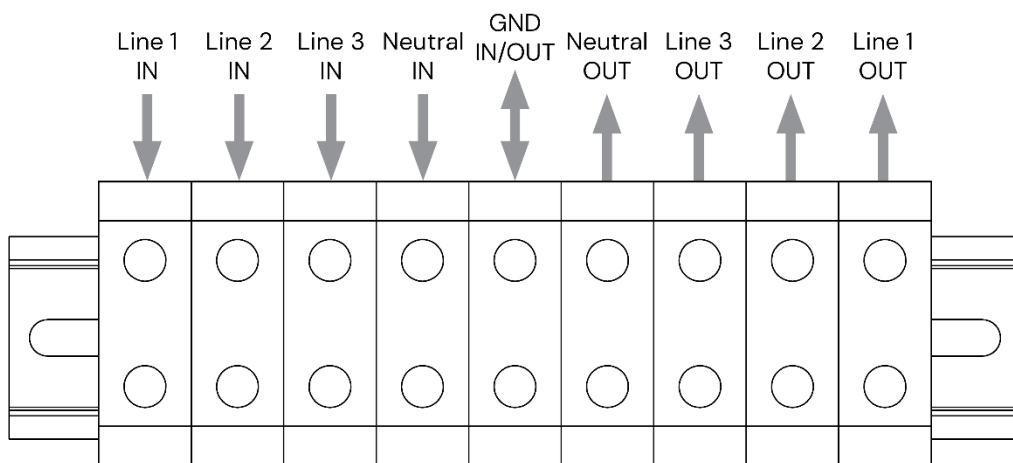 Line 1
IN
Line 2
IN
Line 3
IN
Neutral
IN
GND
IN/OUT
Neutral
OUT
Line 3
OUT
Line 2
OUT
Line 1
OUT